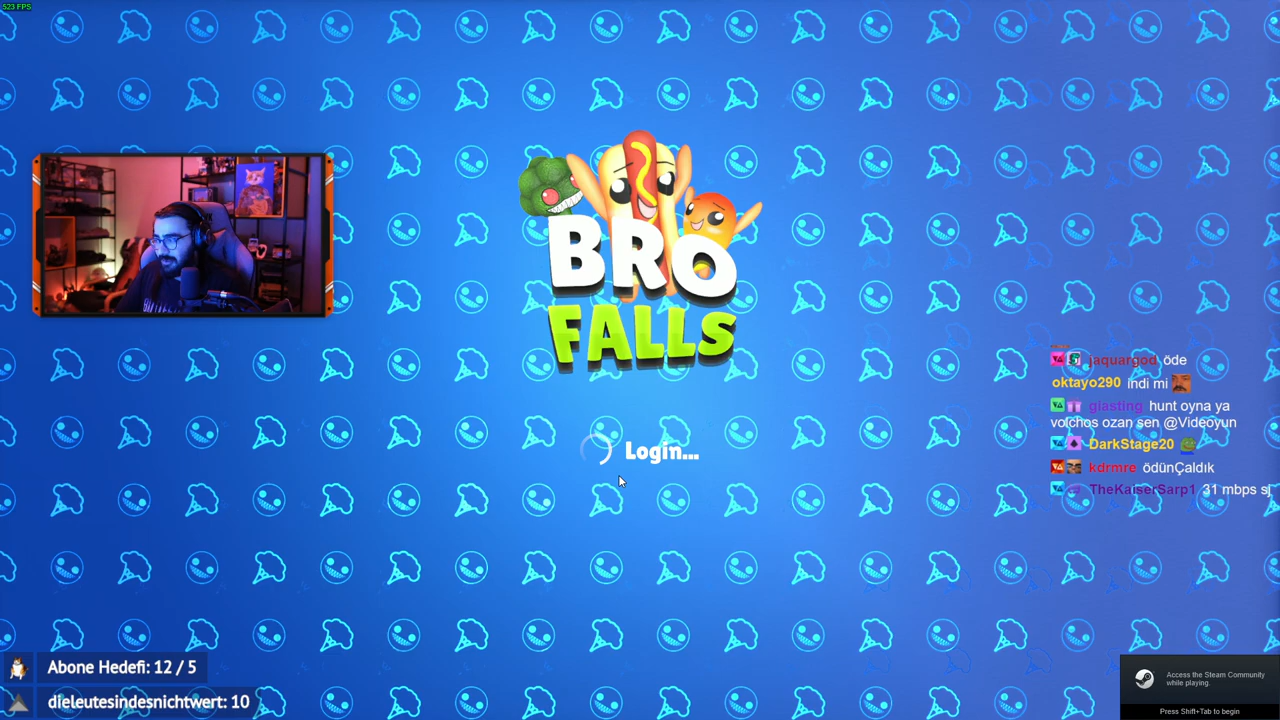 523 FPS
BRO
FALLS
Login...
jaquargod öde
oktayo290 indi mi
glasting hunt oyna ya
volchos ozan sen @Videoyun
DarkStage20
kdrmre ödünÇaldık
TheKaiserSarp1 31 mbps sj
Abone Hedefi: 12 / 5
dieleutesindesnichtwert: 10
Access the Steam Community
while playing.
Press Shift+Tab to begin